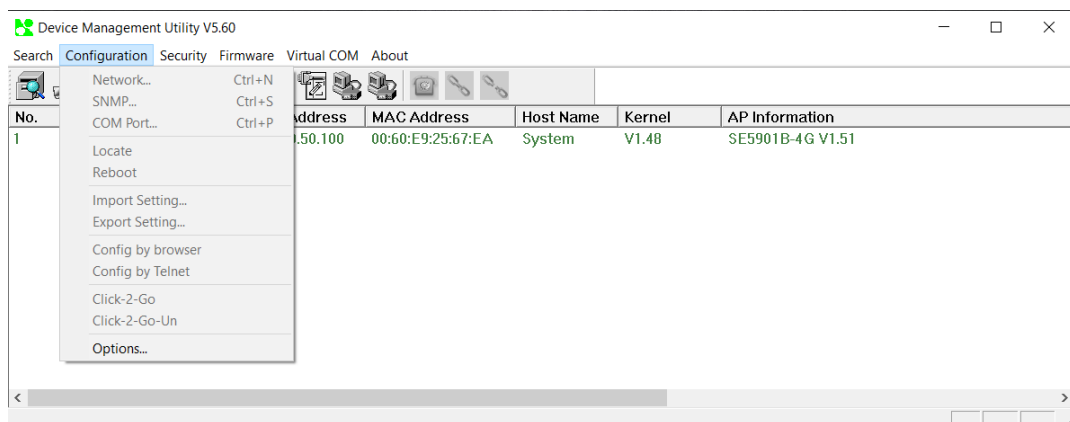 Device Management Utility V5.60
Search Configuration Security Firmware Virtual COM About
Network... Ctrl+N
SNMP... Ctrl+S
COM Port... Ctrl+P
Locate
Reboot
Import Setting...
Export Setting...
Config by browser
Config by Telnet
Click-2-Go
Click-2-Go-Un
Options...
No. Address MAC Address Host Name Kernel AP Information
1 .50.100 00:60:E9:25:67:EA System V1.48 SE5901B-4G V1.51